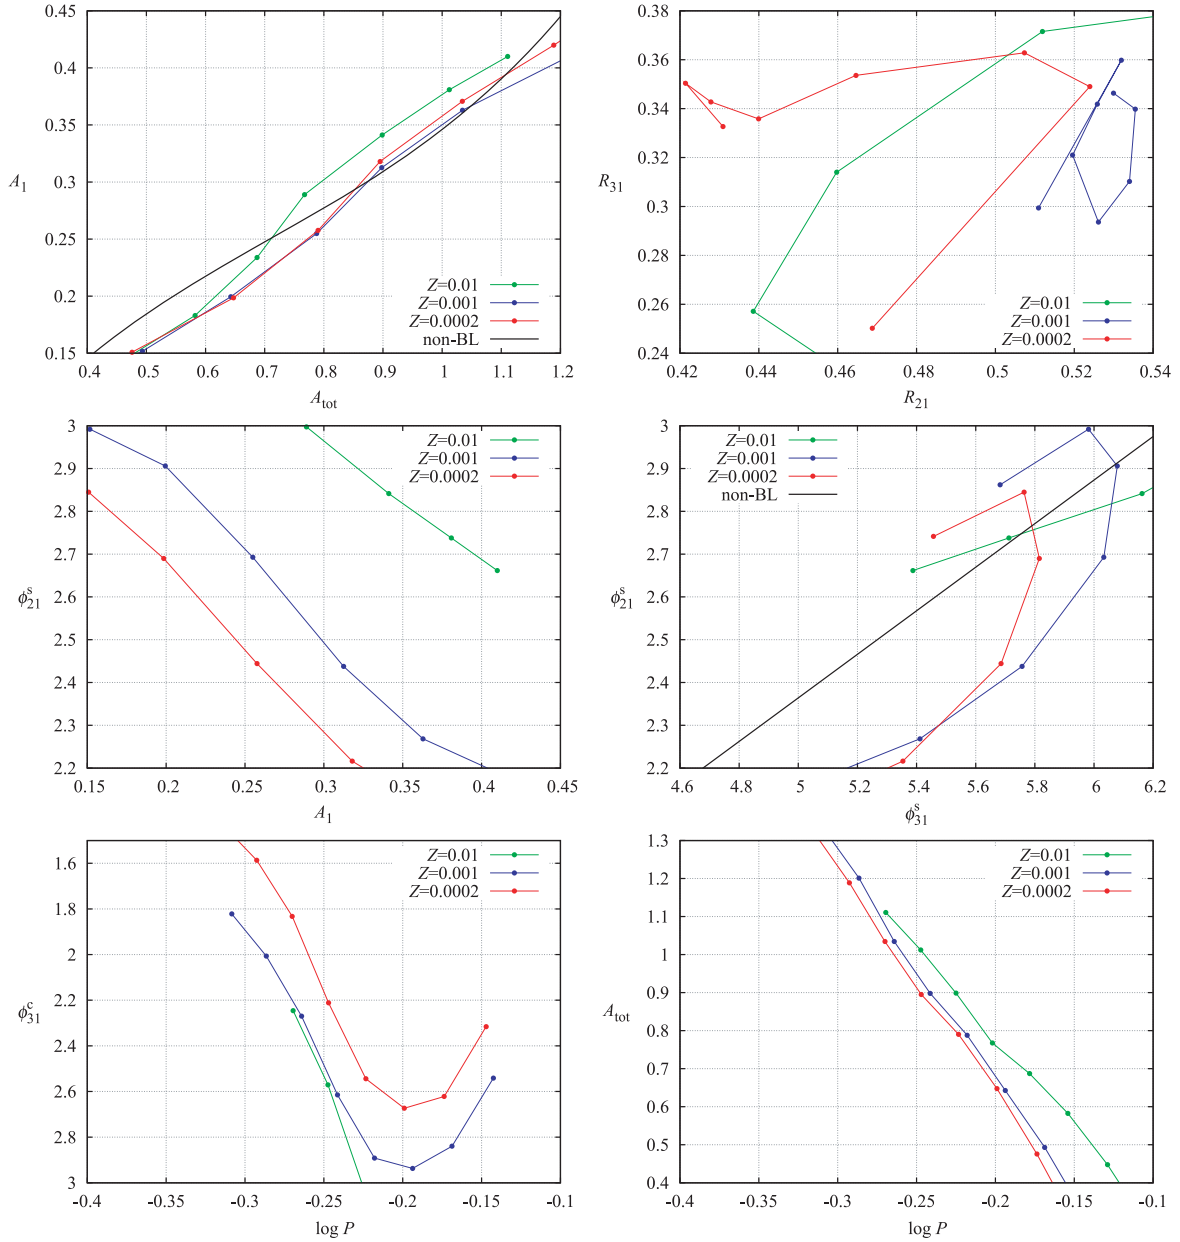 0.45
0.4
0.35
0.3
0.25
0.2
0.15
A₁
0.4 0.5 0.6 0.7 0.8 0.9 1 1.1 1.2
A_tot
Z=0.01
Z=0.001
Z=0.0002
non-BL
0.38
0.36
0.34
0.32
0.3
0.28
0.26
0.24
R₃₁
0.42 0.44 0.46 0.48 0.5 0.52 0.54
R₂₁
Z=0.01
Z=0.001
Z=0.0002
3
2.9
2.8
2.7
2.6
2.5
2.4
2.3
2.2
ϕ₂₁ˢ
0.15 0.2 0.25 0.3 0.35 0.4 0.45
A₁
Z=0.01
Z=0.001
Z=0.0002
3
2.9
2.8
2.7
2.6
2.5
2.4
2.3
2.2
ϕ₂₁ˢ
4.6 4.8 5 5.2 5.4 5.6 5.8 6 6.2
ϕ₃₁ˢ
Z=0.01
Z=0.001
Z=0.0002
non-BL
1.6
1.8
2
2.2
2.4
2.6
2.8
3
ϕ₃₁ᶜ
-0.4 -0.35 -0.3 -0.25 -0.2 -0.15 -0.1
log P
Z=0.01
Z=0.001
Z=0.0002
1.3
1.2
1.1
1
0.9
0.8
0.7
0.6
0.5
0.4
A_tot
-0.4 -0.35 -0.3 -0.25 -0.2 -0.15 -0.1
log P
Z=0.01
Z=0.001
Z=0.0002